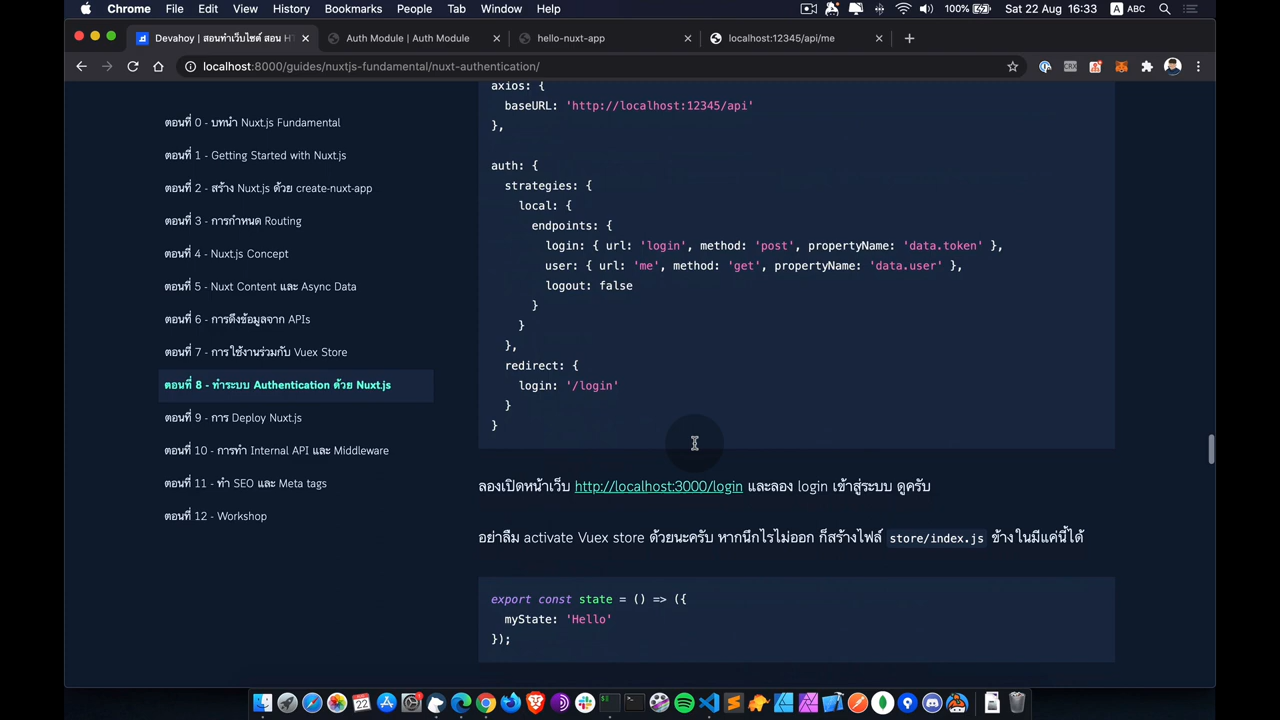 Chrome File Edit View History Bookmarks People Tab Window Help 100% Sat 22 Aug 16:33 A ABC
Devahoy | สอนทำเว็บไซต์ สอน HT Auth Module | Auth Module hello-nuxt-app localhost:12345/api/me
localhost:8000/guides/nuxtjs-fundamental/nuxt-authentication/
ตอนที่ 0 - บทนำ Nuxt.js Fundamental
ตอนที่ 1 - Getting Started with Nuxt.js
ตอนที่ 2 - สร้าง Nuxt.js ด้วย create-nuxt-app
ตอนที่ 3 - การกำหนด Routing
ตอนที่ 4 - Nuxt.js Concept
ตอนที่ 5 - Nuxt Content และ Async Data
ตอนที่ 6 - การดึงข้อมูลจาก APIs
ตอนที่ 7 - การใช้งานร่วมกับ Vuex Store
ตอนที่ 8 - ทำระบบ Authentication ด้วย Nuxt.js
ตอนที่ 9 - การ Deploy Nuxt.js
ตอนที่ 10 - การทำ Internal API และ Middleware
ตอนที่ 11 - ทำ SEO และ Meta tags
ตอนที่ 12 - Workshop
axios: {
baseURL: 'http://localhost:12345/api'
},
auth: {
strategies: {
local: {
endpoints: {
login: { url: 'login', method: 'post', propertyName: 'data.token' },
user: { url: 'me', method: 'get', propertyName: 'data.user' },
logout: false
}
}
},
redirect: {
login: '/login'
}
}
ลองเปิดหน้าเว็บ http://localhost:3000/login และลอง login เข้าสู่ระบบ ดูครับ
อย่าลืม activate Vuex store ด้วยนะครับ หากนึกไรไม่ออก ก็สร้างไฟล์ store/index.js ข้างในมีแค่นี้ได้
export const state = () => ({
myState: 'Hello'
});